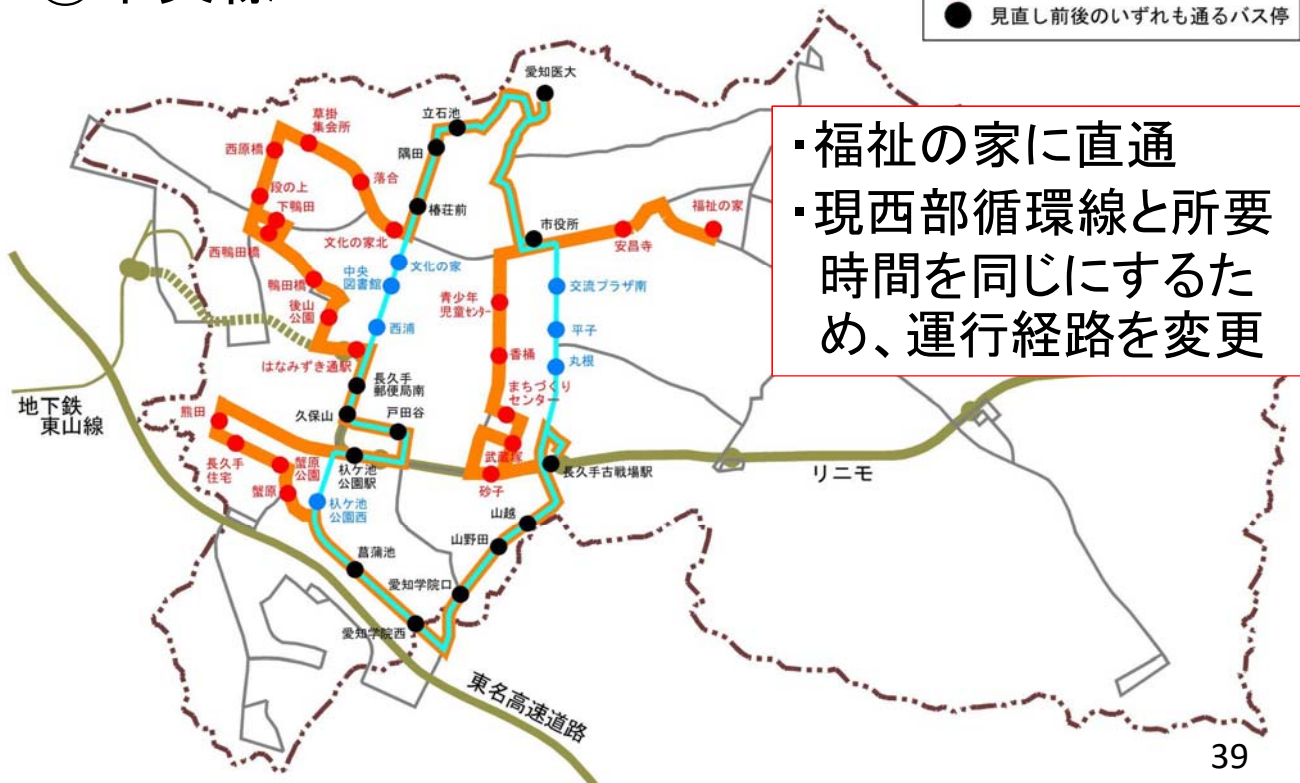 見直し前後のいずれも通るバス停
・福祉の家に直通
・現西部循環線と所要
時間を同じにするた
め、運行経路を変更
愛知医大
立石池
隅田
草掛
集会所
西原橋
落合
段の上
下鴨田
椿荘前
文化の家北
西鴨田橋
文化の家
中央
図書館
鴨田橋
後山
公園
西浦
はなみずき通駅
長久手
郵便局南
久保山
戸田谷
市役所
安昌寺
福祉の家
青少年
児童センター
交流プラザ南
平子
香桶
丸根
まちづくり
センター
武蔵塚
砂子
長久手古戦場駅
リニモ
地下鉄
東山線
熊田
長久手
住宅
蟹原
公園
蟹原
杁ケ池
公園駅
杁ケ池
公園西
山越
山野田
菖蒲池
愛知学院口
愛知学院西
東名高速道路
39